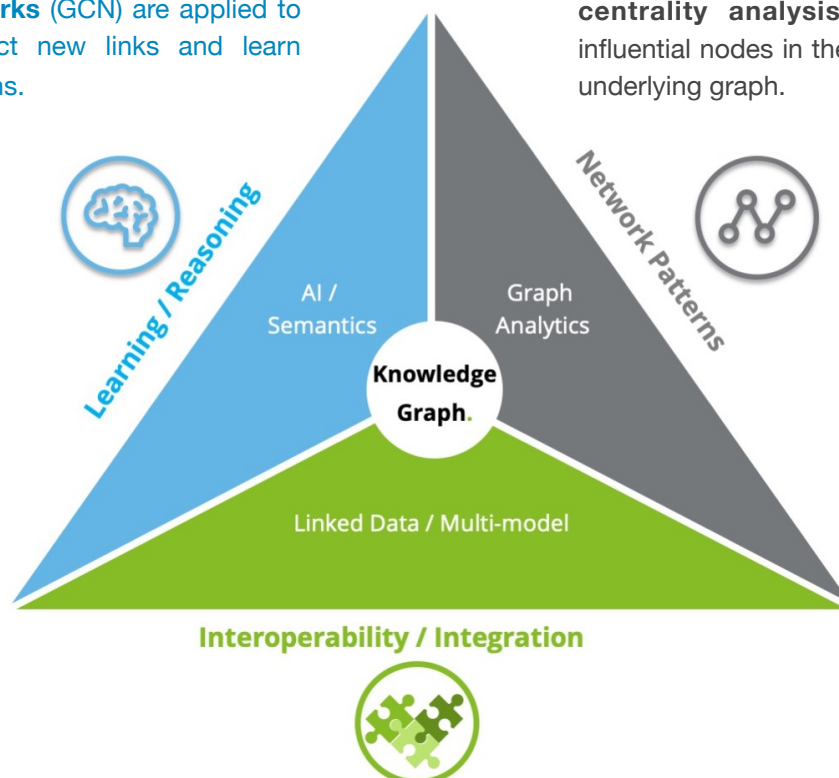 rks (GCN) are applied to
ct new links and learn
ns.
centrality analysis
influential nodes in the
underlying graph.
Learning / Reasoning
Network Patterns
AI /
Semantics
Graph
Analytics
Knowledge
Graph.
Linked Data / Multi-model
Interoperability / Integration